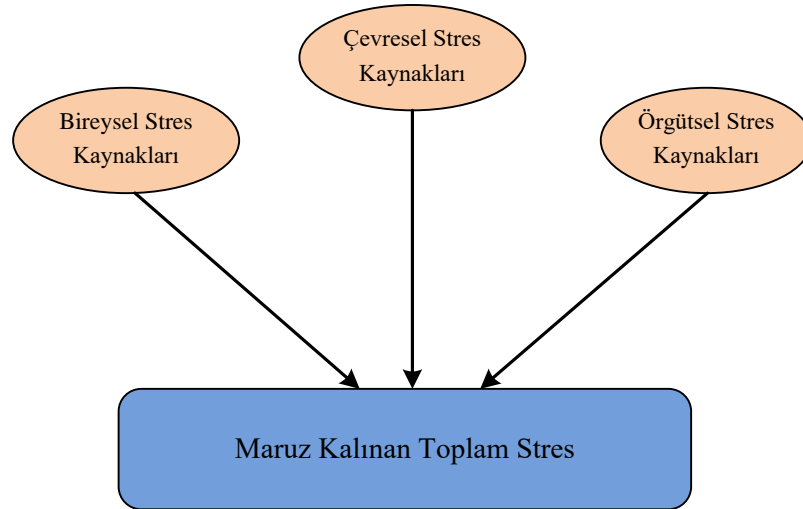 Çevresel Stres
Kaynakları
Bireysel Stres
Kaynakları
Örgütsel Stres
Kaynakları
Maruz Kalınan Toplam Stres